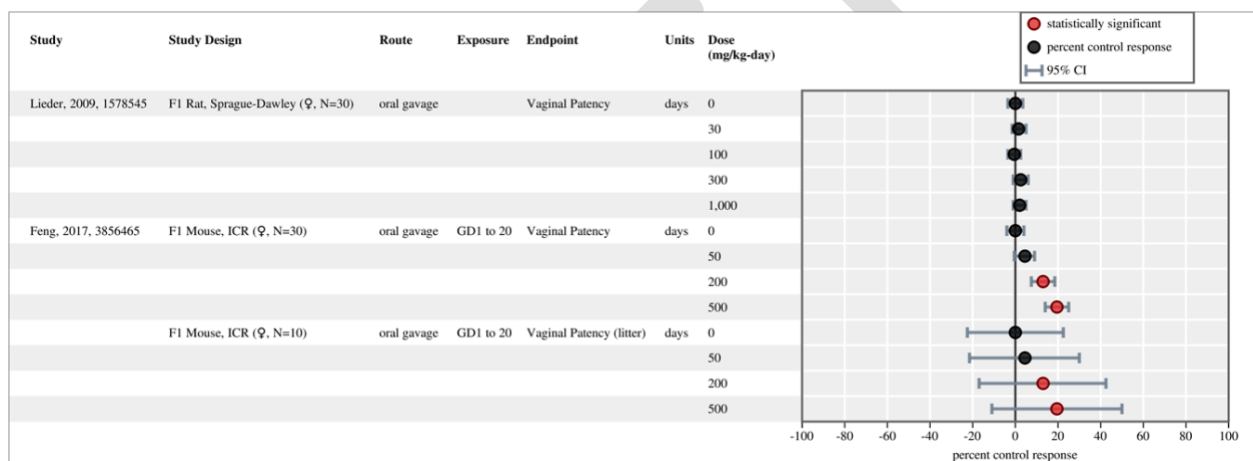 statistically significant
percent control response
95% CI
Study Study Design Route Exposure Endpoint Units Dose
(mg/kg-day)
Lieder, 2009, 1578545 F1 Rat, Sprague-Dawley (♀, N=30) oral gavage Vaginal Patency days 0
30
100
300
1,000
Feng, 2017, 3856465 F1 Mouse, ICR (♀, N=30) oral gavage GD1 to 20 Vaginal Patency days 0
50
200
500
F1 Mouse, ICR (♀, N=10) oral gavage GD1 to 20 Vaginal Patency (litter) days 0
50
200
500
-100 -80 -60 -40 -20 0 20 40 60 80 100
percent control response